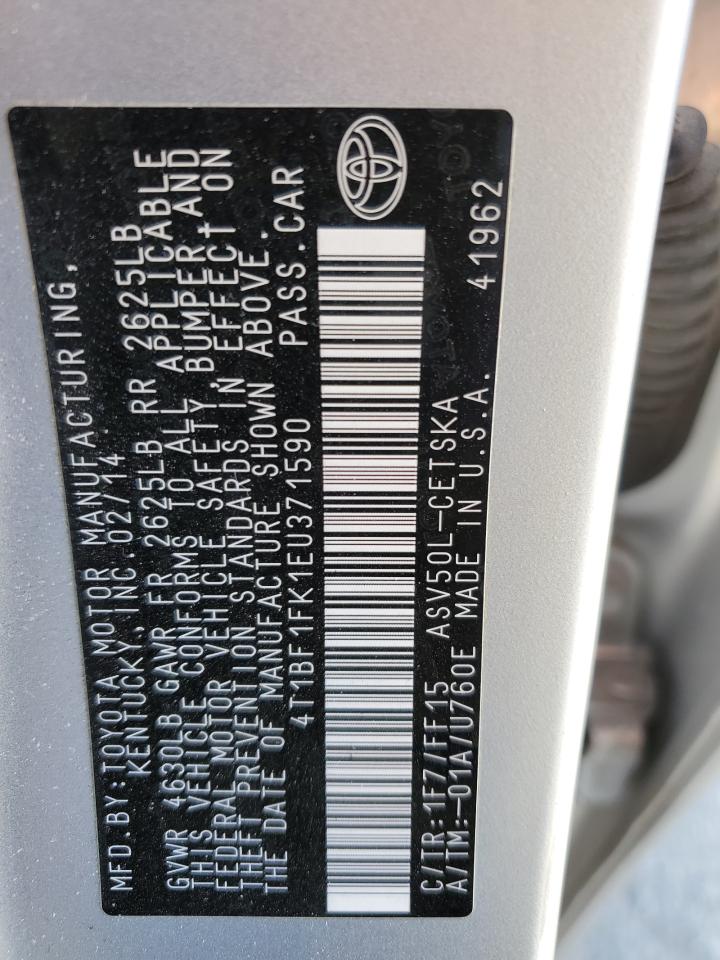 MFD.BY:TOYOTA MOTOR MANUFACTURING,
KENTUCKY, INC.02/14
GVWR 4630LB GAWR FR 2625LB RR 2625LB
THIS VEHICLE CONFORMS TO ALL APPLICABLE
FEDERAL MOTOR VEHICLE SAFETY, BUMPER AND
THEFT PREVENTION STANDARDS IN EFFECT ON
THE DATE OF MANUFACTURE SHOWN ABOVE.
4T1BF1FK1EU371590 PASS.CAR
C/TR:1F7/FF15 ASV50L-CETSKA
A/TM:-01A/U760E MADE IN U.S.A. 41962